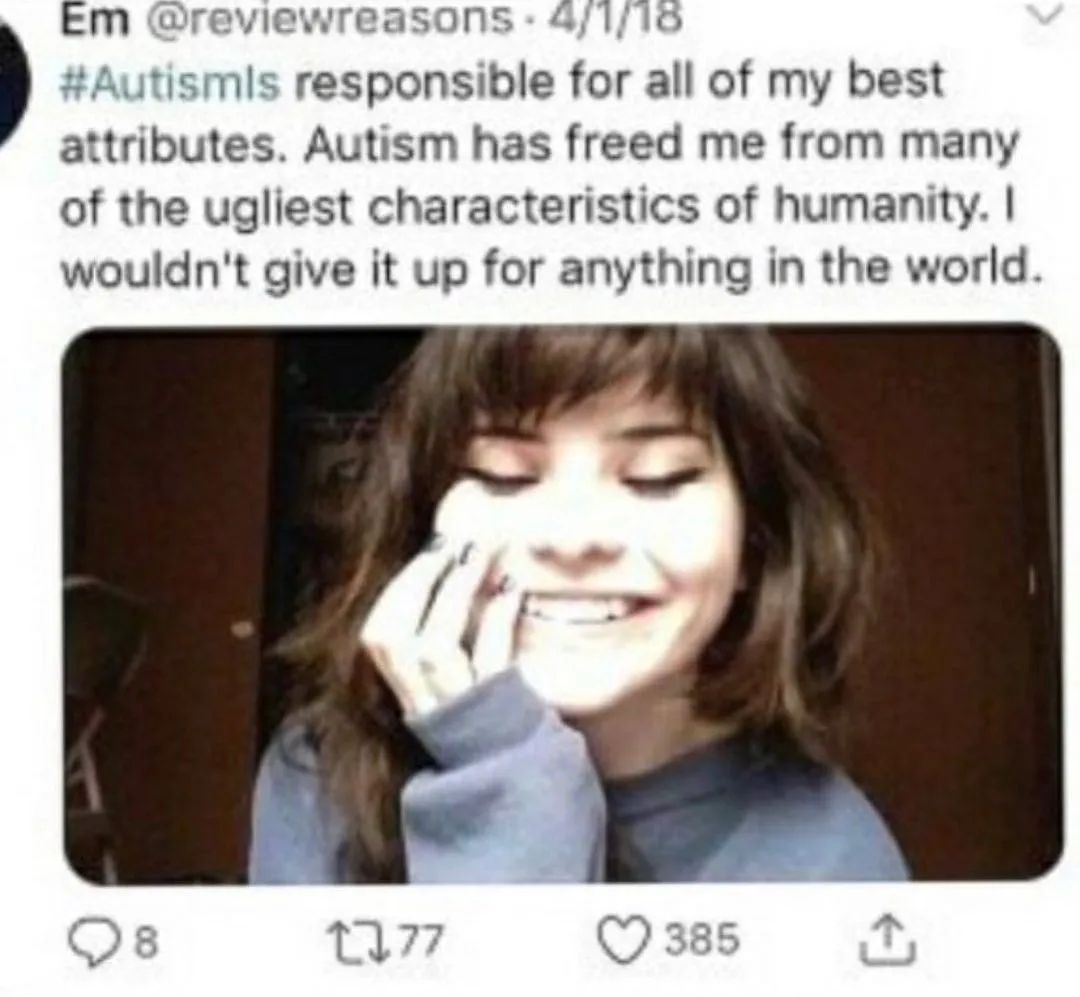 Em @reviewreasons · 4/1/18
#AutismIs responsible for all of my best
attributes. Autism has freed me from many
of the ugliest characteristics of humanity. I
wouldn't give it up for anything in the world.
8 77 385